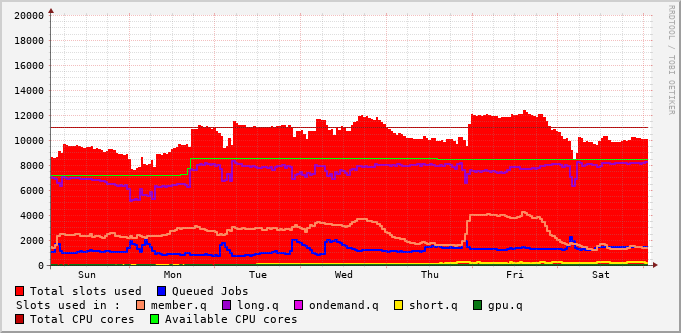 20000
18000
16000
14000
12000
10000
8000
6000
4000
2000
0
Sun Mon Tue Wed Thu Fri Sat
RRDTOOL / TOBI OETIKER
Total slots used Queued Jobs
Slots used in : member.q long.q ondemand.q short.q gpu.q
Total CPU cores Available CPU cores